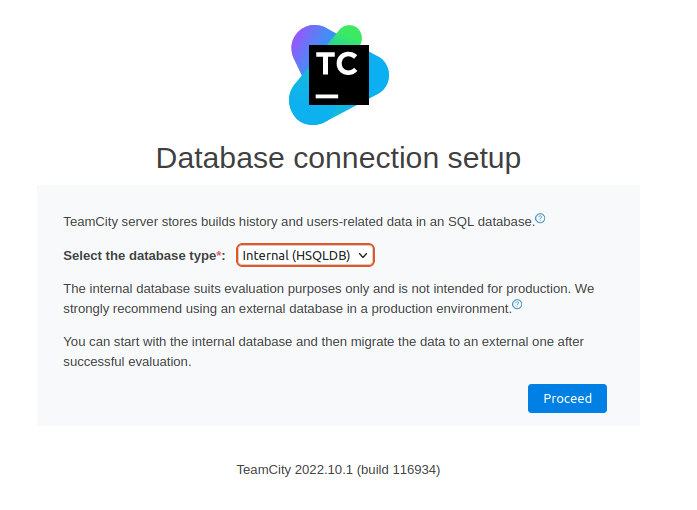 TC
Database connection setup
TeamCity server stores builds history and users-related data in an SQL database.?
Select the database type*: Internal (HSQLDB)
The internal database suits evaluation purposes only and is not intended for production. We
strongly recommend using an external database in a production environment.?
You can start with the internal database and then migrate the data to an external one after
successful evaluation.
Proceed
TeamCity 2022.10.1 (build 116934)